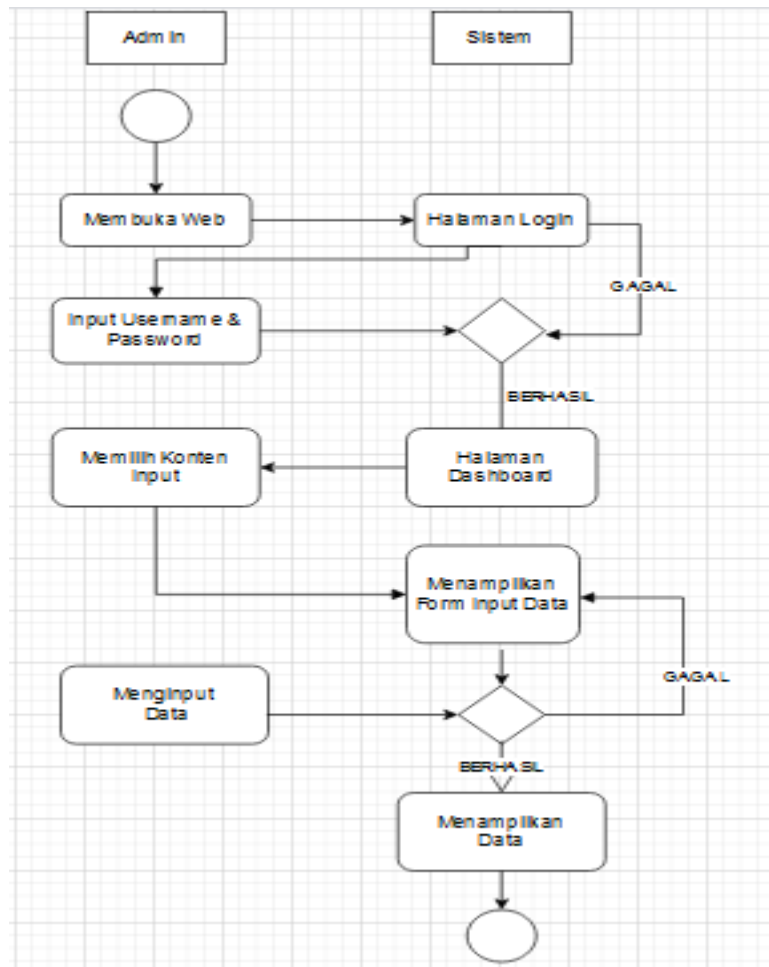 Admin
Sistem
Membuka Web
Halaman Login
GAGAL
Input Username &
Password
BERHASIL
Memilih Konten
Input
Halaman
Dashboard
Menampilkan
Form Input Data
GAGAL
Menginput
Data
BERHASIL
Menampilkan
Data